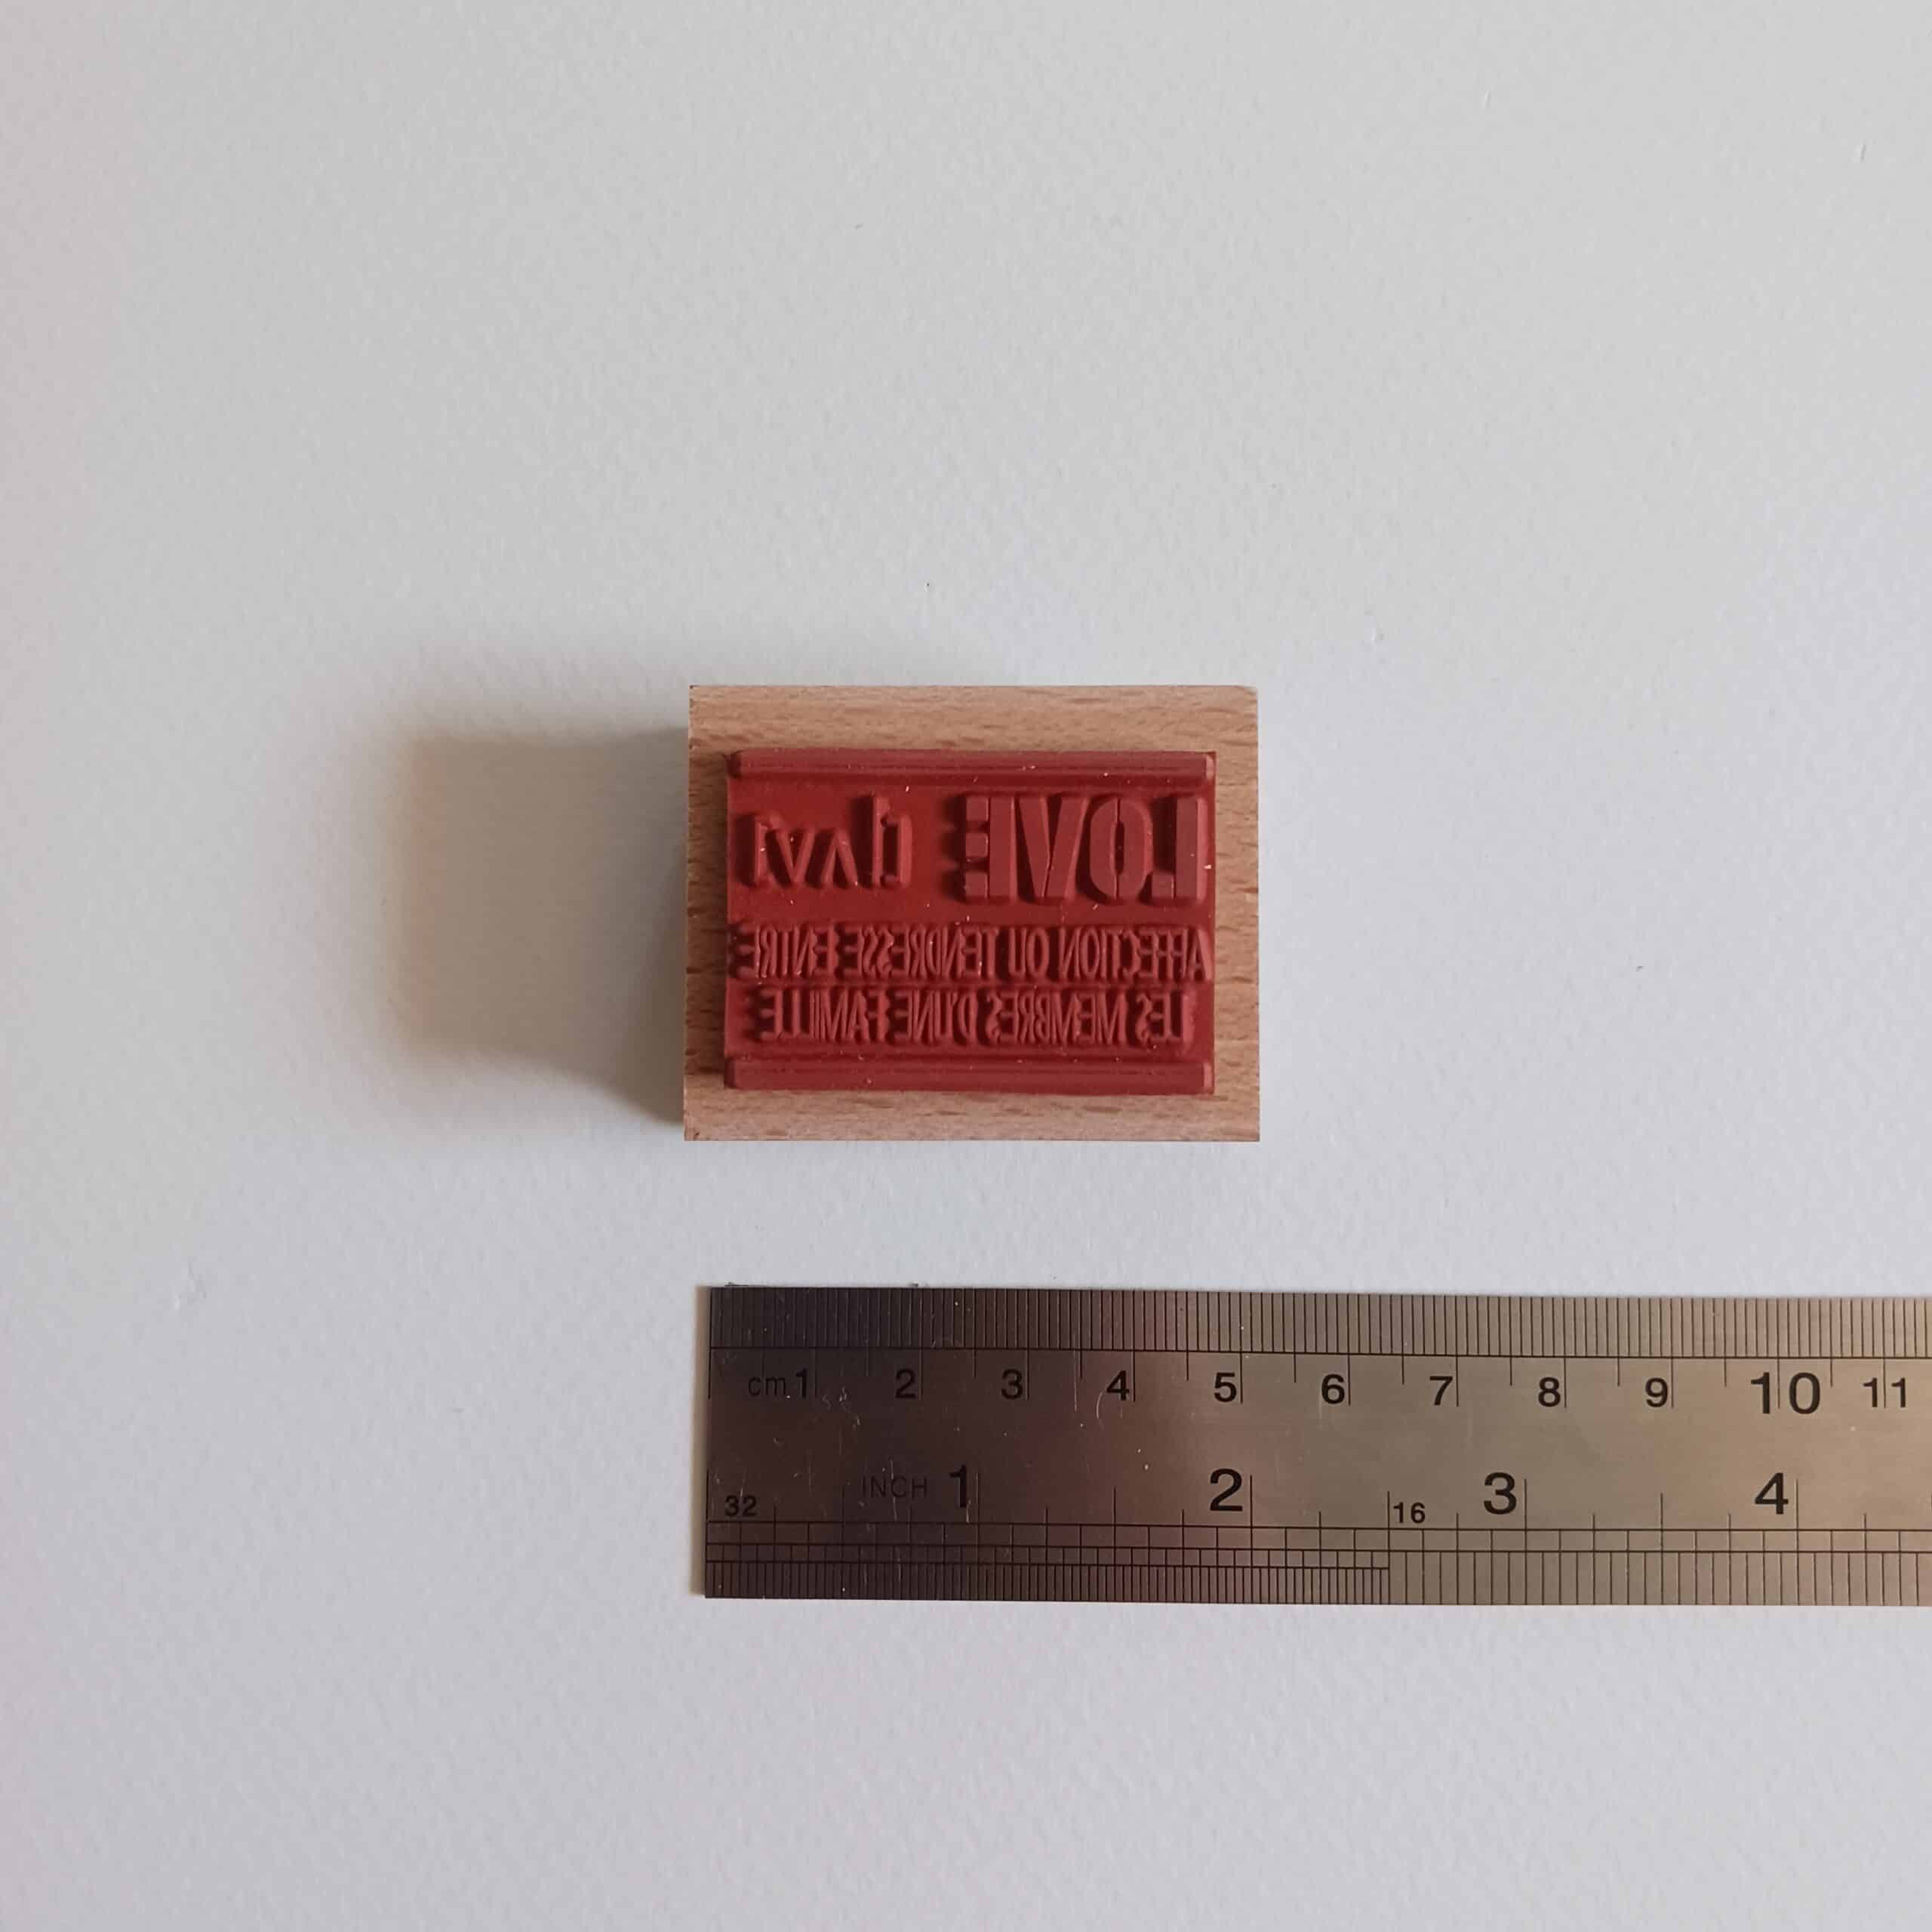 LOVE [lʌv]
AFFECTION OU TENDRESSE ENTRE
LES MEMBRES D'UNE FAMILLE
cm 1 2 3 4 5 6 7 8 9 10 11
INCH 1 2 3 4
32 16